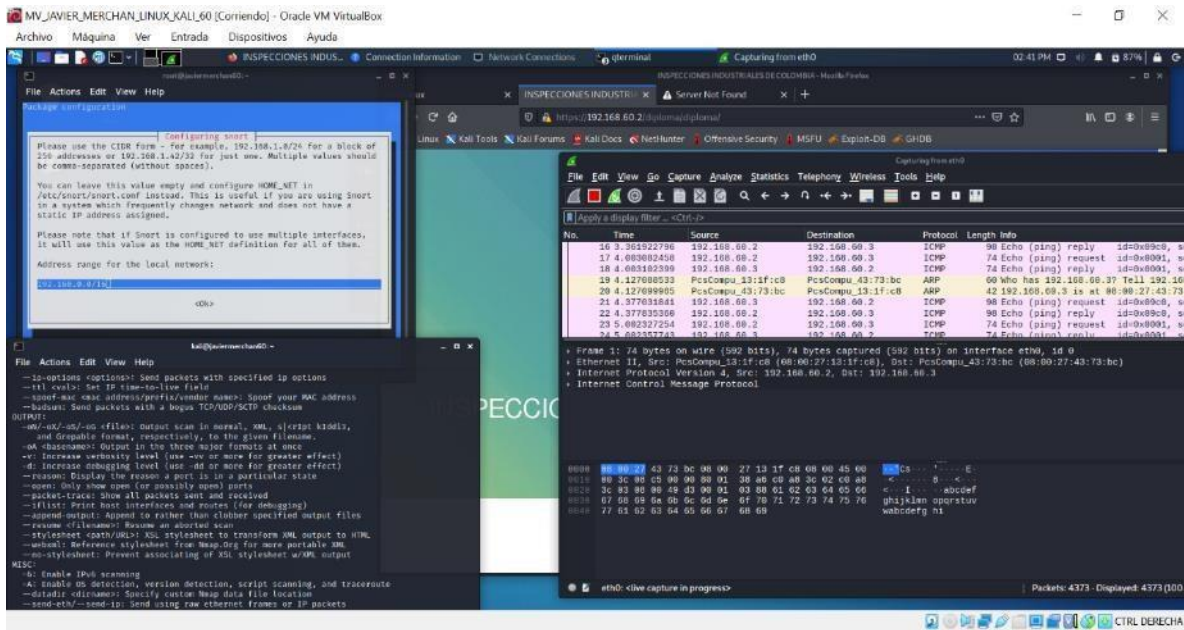 MV_JAVIER_MERCHAN_LINUX_KALI_60 [Corriendo] - Oracle VM VirtualBox
Archivo Máquina Ver Entrada Dispositivos Ayuda
INSPECCIONES INDUS... Connection Information Network Connections qterminal Capturing from eth0 02:41 PM 87%
File Actions Edit View Help
Package configuration
Configuring snort
Please use the CIDR form - for example, 192.168.1.0/24 for a block of
256 addresses or 192.168.1.42/32 for just one. Multiple values should
be comma-separated (without spaces).
You can leave this value empty and configure HOME_NET in
/etc/snort/snort.conf instead. This is useful if you are using Snort
in a system which frequently changes network and does not have a
static IP address assigned.
Please note that if Snort is configured to use multiple interfaces,
it will use this value as the HOME_NET definition for all of them.
Address range for the local network:
192.168.0.0/16
<Ok>
INSPECCIONES INDUSTRIALES DE COLOMBIA - Mozilla Firefox
INSPECCIONES INDUSTRI Server Not Found
https://192.168.60.2/diploma/diploma/
Linux Kali Tools Kali Forums Kali Docs NetHunter Offensive Security MSFU Exploit-DB GHDB
PECCIO
Capturing from eth0
File Edit View Go Capture Analyze Statistics Telephony Wireless Tools Help
Apply a display filter ... <Ctrl-/>
No. Time Source Destination Protocol Length Info
16 3.361922796 192.168.60.2 192.168.60.3 ICMP 98 Echo (ping) reply
17 4.083082458 192.168.60.2 192.168.60.3 ICMP 74 Echo (ping) request
18 4.083102399 192.168.60.3 192.168.60.2 ICMP 74 Echo (ping) reply
19 4.127088533 PcsCompu_13:1f:c8 PcsCompu_43:73:bc ARP 60 Who has 192.168.60.3? Tell 192.16
20 4.127099965 PcsCompu_43:73:bc PcsCompu_13:1f:c8 ARP 42 192.168.60.3 is at 08:00:27:43:73
21 4.377031841 192.168.60.3 192.168.60.2 ICMP 98 Echo (ping) request
22 4.377835360 192.168.60.2 192.168.60.3 ICMP 98 Echo (ping) reply
23 5.082327254 192.168.60.2 192.168.60.3 ICMP 74 Echo (ping) request
Frame 1: 74 bytes on wire (592 bits), 74 bytes captured (592 bits) on interface eth0, id 0
Ethernet II, Src: PcsCompu_13:1f:c8 (08:00:27:13:1f:c8), Dst: PcsCompu_43:73:bc (08:00:27:43:73:bc)
Internet Protocol Version 4, Src: 192.168.60.2, Dst: 192.168.60.3
Internet Control Message Protocol
0000 08 00 27 43 73 bc 08 00 27 13 1f c8 08 00 45 00
ghijklmn opqrstuv
wabcdefg hi
eth0: <live capture in progress> Packets: 4373 · Displayed: 4373 (100
kali@javiermerchan60: ~
File Actions Edit View Help
--ip-options <options>: Send packets with specified ip options
--ttl <val>: Set IP time-to-live field
--spoof-mac <mac address/prefix/vendor name>: Spoof your MAC address
--badsum: Send packets with a bogus TCP/UDP/SCTP checksum
OUTPUT:
-oN/-oX/-oS/-oG <file>: Output scan in normal, XML, s|<rIpt kIddi3,
and Grepable format, respectively, to the given filename.
-oA <basename>: Output in the three major formats at once
-v: Increase verbosity level (use -vv or more for greater effect)
-d: Increase debugging level (use -dd or more for greater effect)
--reason: Display the reason a port is in a particular state
--open: Only show open (or possibly open) ports
--packet-trace: Show all packets sent and received
--iflist: Print host interfaces and routes (for debugging)
--append-output: Append to rather than clobber specified output files
--resume <filename>: Resume an aborted scan
--stylesheet <path/URL>: XSL stylesheet to transform XML output to HTML
--webxml: Reference stylesheet from Nmap.Org for more portable XML
--no-stylesheet: Prevent associating of XSL stylesheet w/XML output
MISC:
-6: Enable IPv6 scanning
-A: Enable OS detection, version detection, script scanning, and traceroute
--datadir <dirname>: Specify custom Nmap data file location
--send-eth/--send-ip: Send using raw ethernet frames or IP packets
CTRL DERECHA